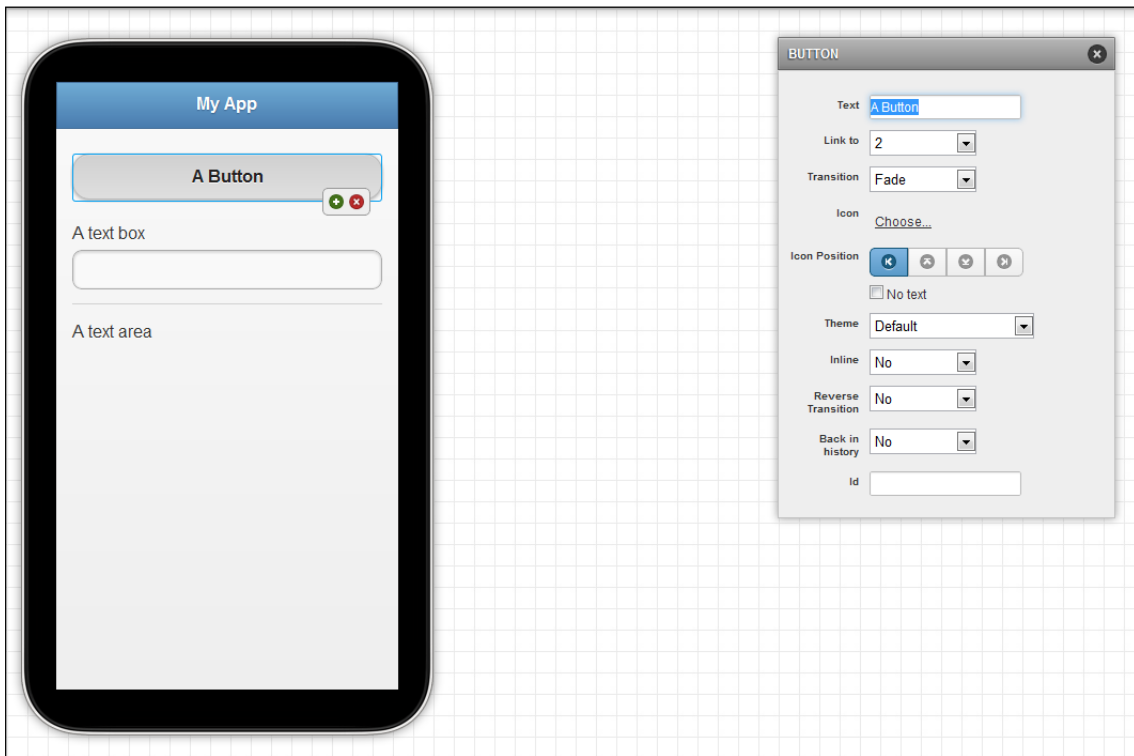 My App
A Button
A text box
A text area
BUTTON
Text A Button
Link to 2
Transition Fade
Icon Choose...
Icon Position
No text
Theme Default
Inline No
Reverse
Transition No
Back in
history No
Id